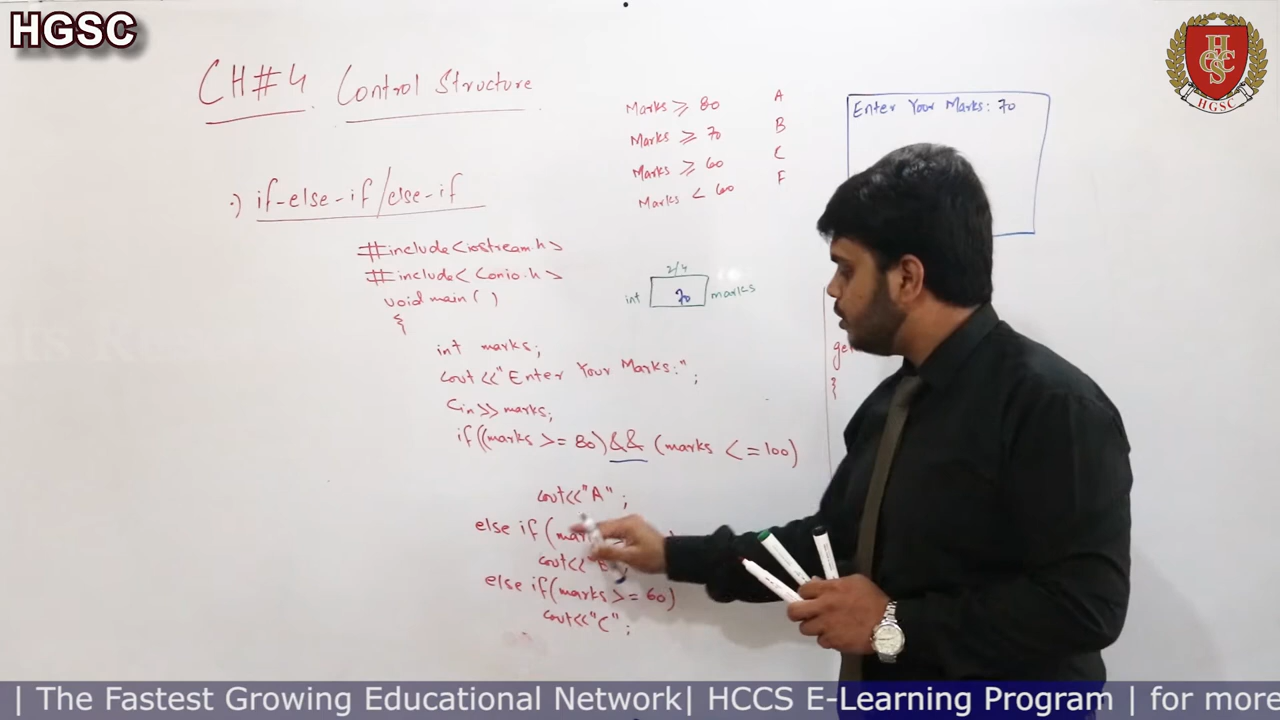 HGSC
CH#4 Control Structure
Marks ≥ 80 A
Marks ≥ 70 B
Marks ≥ 60 C
Marks < 60 F
Enter Your Marks: 70
HGSC
HGSC
·) if-else-if/else-if
#include<iostream.h>
#include<Conio.h>
void main( )
{
2/4
int 70 marks
int marks;
cout<<"Enter Your Marks:";
Cin>>marks;
if((marks >= 80)&& (marks <=100)
cout<<"A";
else if(
cout<<
else if(marks >= 60)
cout<<"C";
{
| The Fastest Growing Educational Network| HCCS E-Learning Program | for more